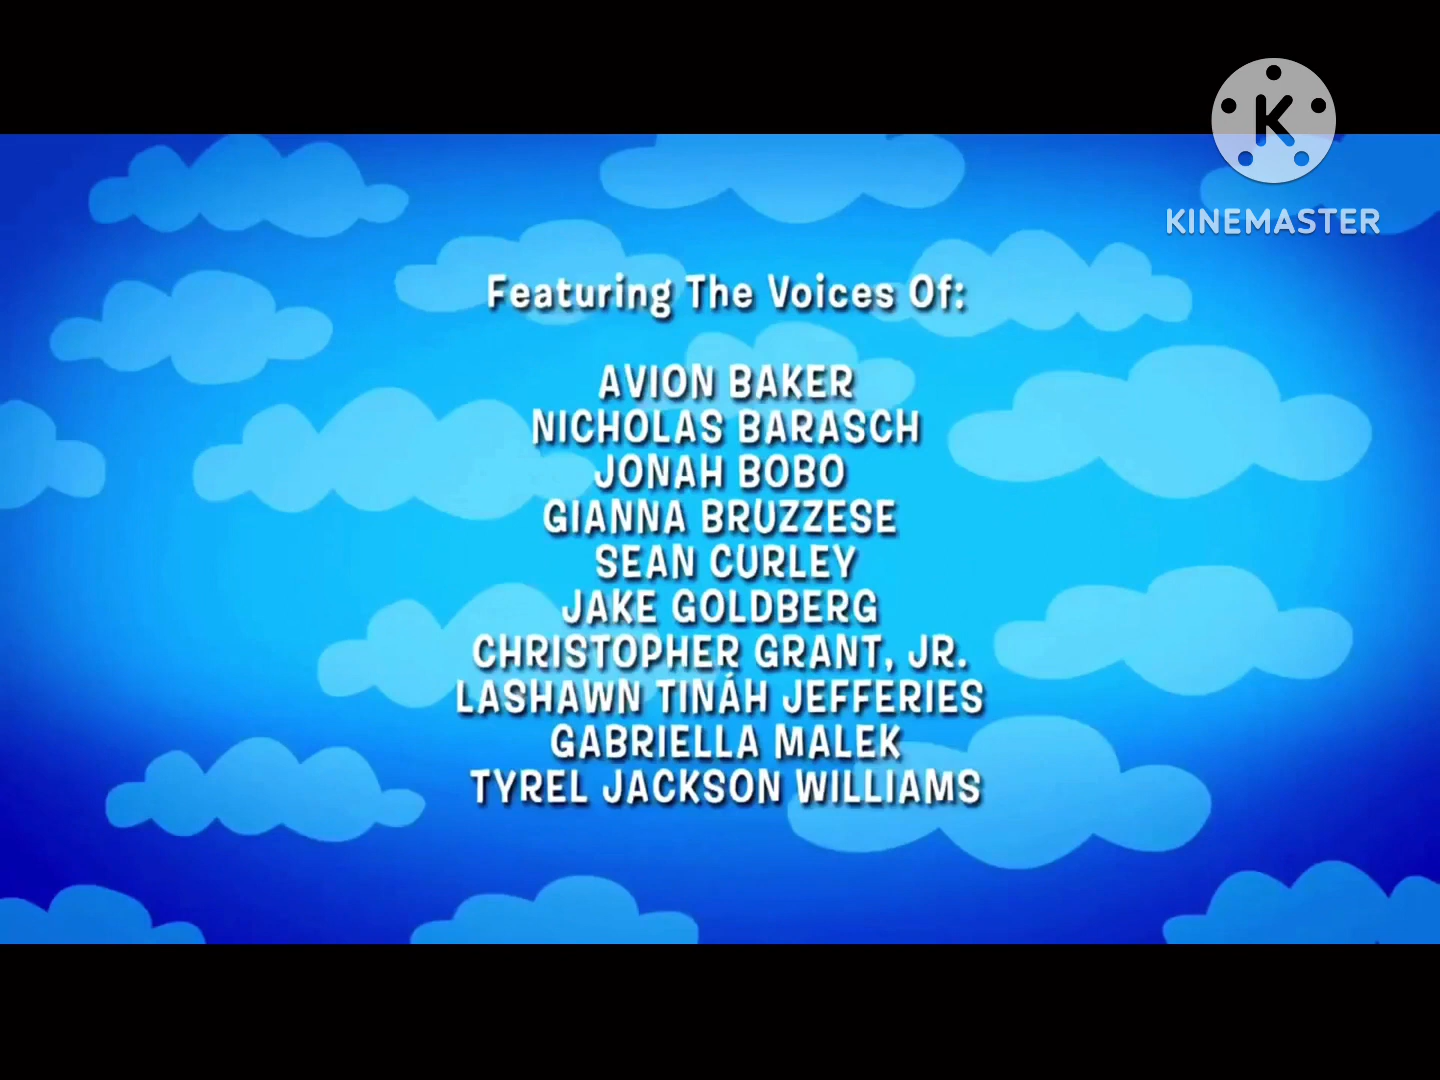 K
KINEMASTER
Featuring The Voices Of:
AVION BAKER
NICHOLAS BARASCH
JONAH BOBO
GIANNA BRUZZESE
SEAN CURLEY
JAKE GOLDBERG
CHRISTOPHER GRANT, JR.
LASHAWN TINÁH JEFFERIES
GABRIELLA MALEK
TYREL JACKSON WILLIAMS